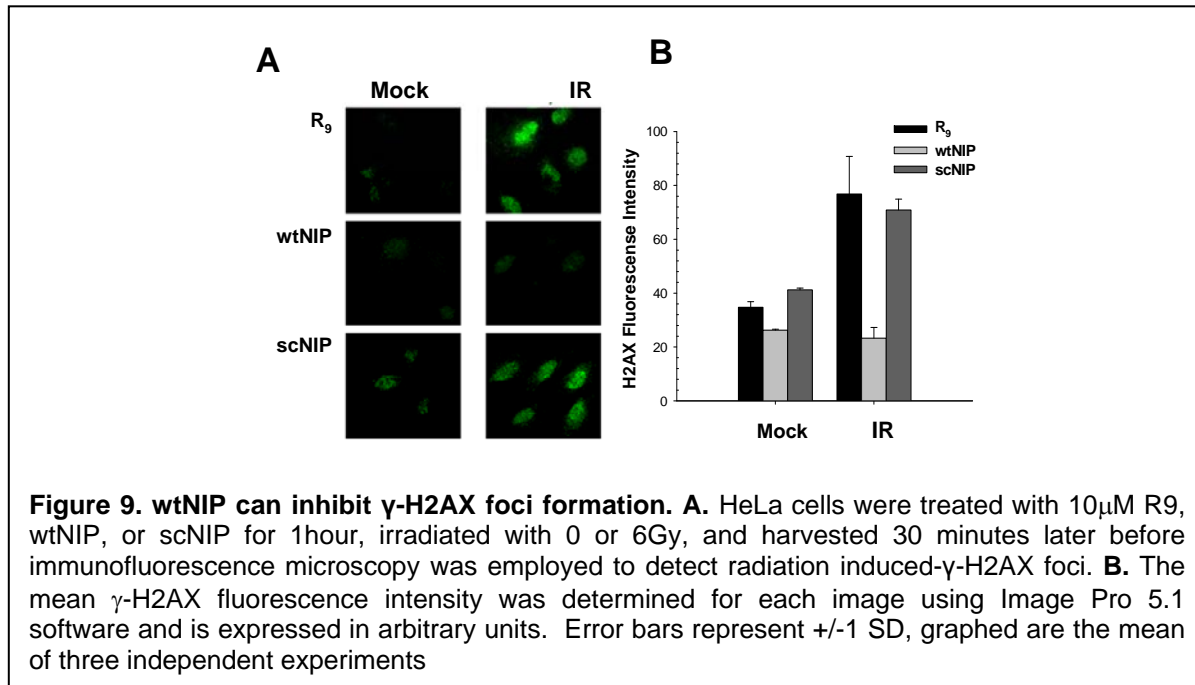 A
B
Mock IR
R9
wtNIP
scNIP
H2AX Fluorescense Intensity
100
80
60
40
20
0
R9
wtNIP
scNIP
Mock IR
Figure 9. wtNIP can inhibit γ-H2AX foci formation. A. HeLa cells were treated with 10μM R9,
wtNIP, or scNIP for 1hour, irradiated with 0 or 6Gy, and harvested 30 minutes later before
immunofluorescence microscopy was employed to detect radiation induced-γ-H2AX foci. B. The
mean γ-H2AX fluorescence intensity was determined for each image using Image Pro 5.1
software and is expressed in arbitrary units. Error bars represent +/-1 SD, graphed are the mean
of three independent experiments